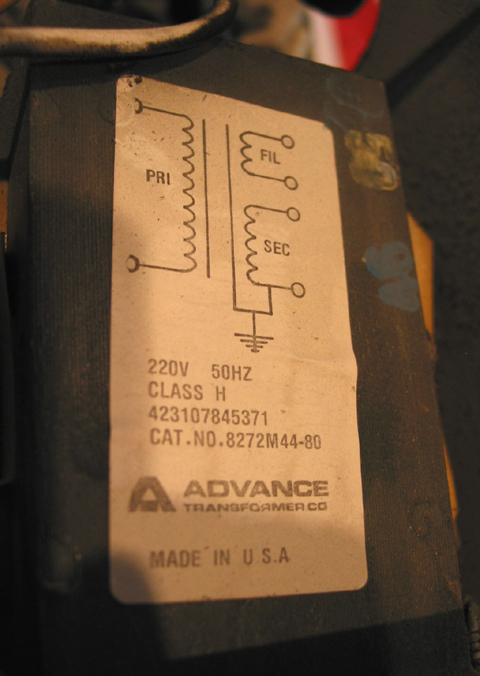 PRI
FIL
SEC
220V 50HZ
CLASS H
423107845371
CAT.NO.8272M44-80
ADVANCE
TRANSFORMER CO
MADE IN U.S.A